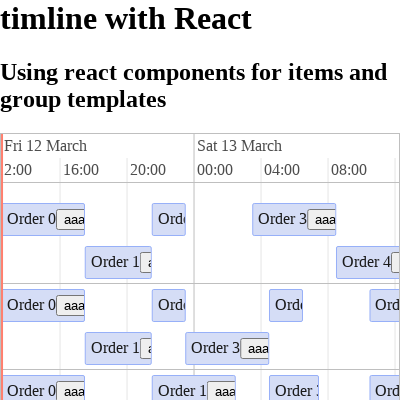 timline with React
Using react components for items and
group templates
Fri 12 March Sat 13 March
2:00 16:00 20:00 00:00 04:00 08:00
Order 0 aaa Order 3 aaa
Order 1 Order 4
Order 0 aaa
Order 1 Order 3 aaa
Order 0 aaa Order 1 aaa Order